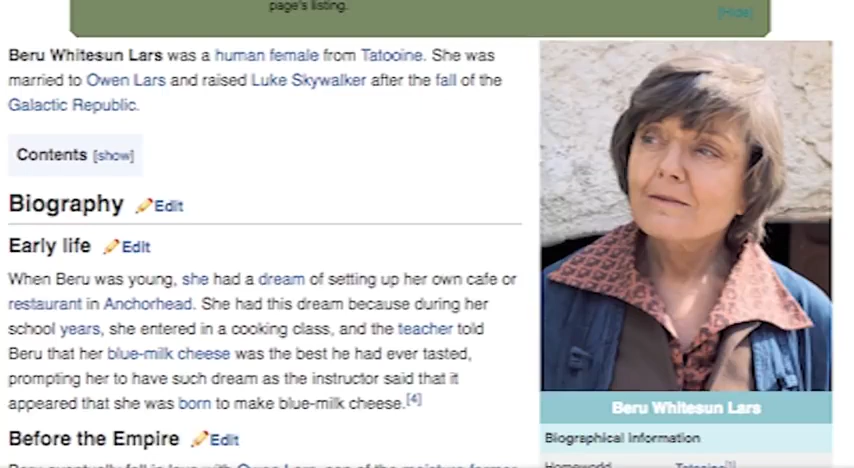 page's listing.
[Hide]
Beru Whitesun Lars was a human female from Tatooine. She was
married to Owen Lars and raised Luke Skywalker after the fall of the
Galactic Republic.
Contents [show]
Biography Edit
Early life Edit
When Beru was young, she had a dream of setting up her own cafe or
restaurant in Anchorhead. She had this dream because during her
school years, she entered in a cooking class, and the teacher told
Beru that her blue-milk cheese was the best he had ever tasted,
prompting her to have such dream as the instructor said that it
appeared that she was born to make blue-milk cheese.[4]
Before the Empire Edit
Beru Whitesun Lars
Biographical information
Homeworld Tatooine[1]